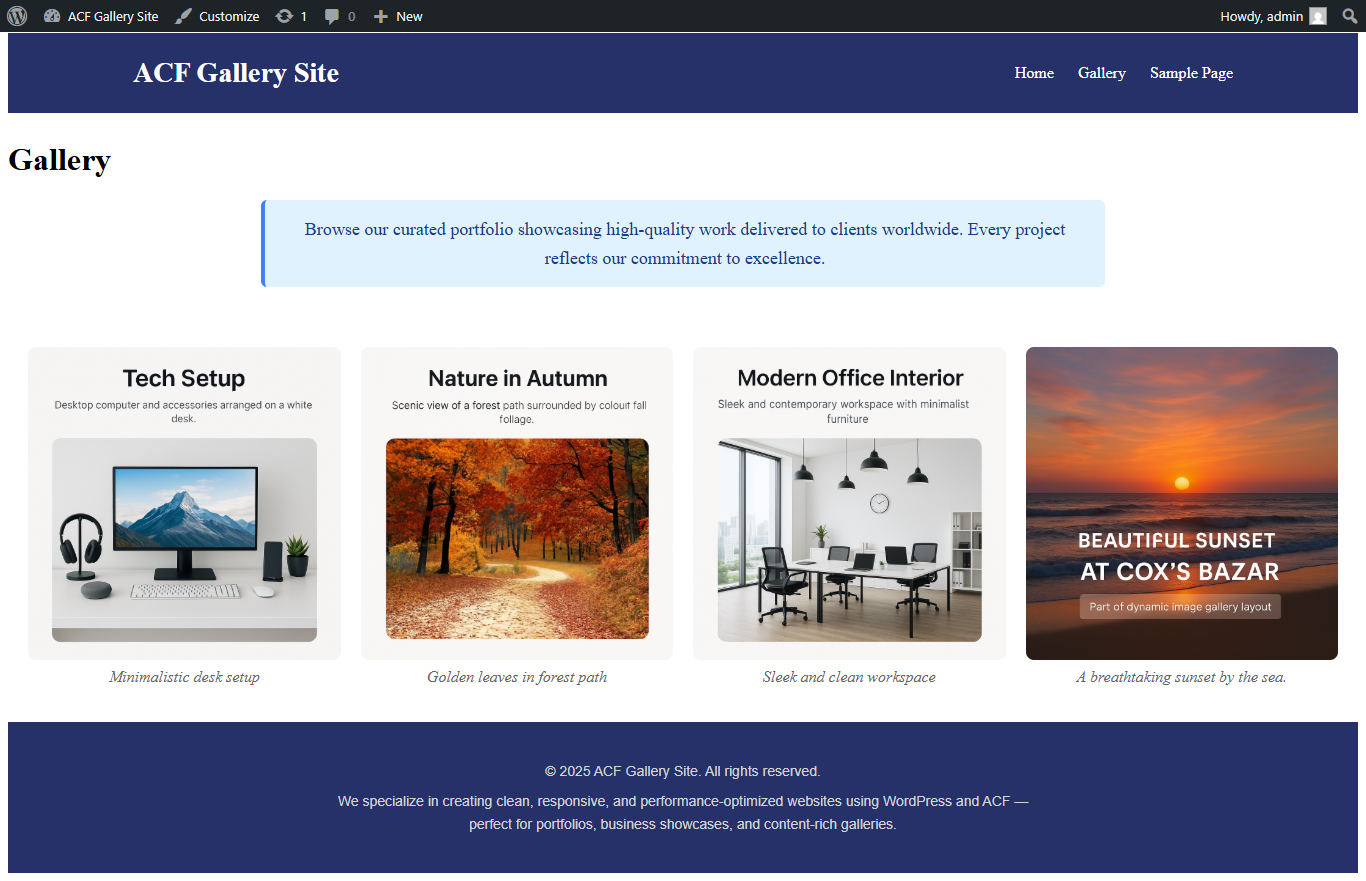 ACF Gallery Site
Customize
1
0
New
Howdy, admin
ACF Gallery Site
Home
Gallery
Sample Page
Gallery
Browse our curated portfolio showcasing high-quality work delivered to clients worldwide. Every project
reflects our commitment to excellence.
Tech Setup
Desktop computer and accessories arranged on a white
desk.
Minimalistic desk setup
Nature in Autumn
Scenic view of a forest path surrounded by colout fall
follage.
Golden leaves in forest path
Modern Office Interior
Sleek and contemporary workspace with minimalist
furniture
Sleek and clean workspace
BEAUTIFUL SUNSET
AT COX'S BAZAR
Part of dynamic image gallery layout
A breathtaking sunset by the sea.
© 2025 ACF Gallery Site. All rights reserved.
We specialize in creating clean, responsive, and performance-optimized websites using WordPress and ACF —
perfect for portfolios, business showcases, and content-rich galleries.